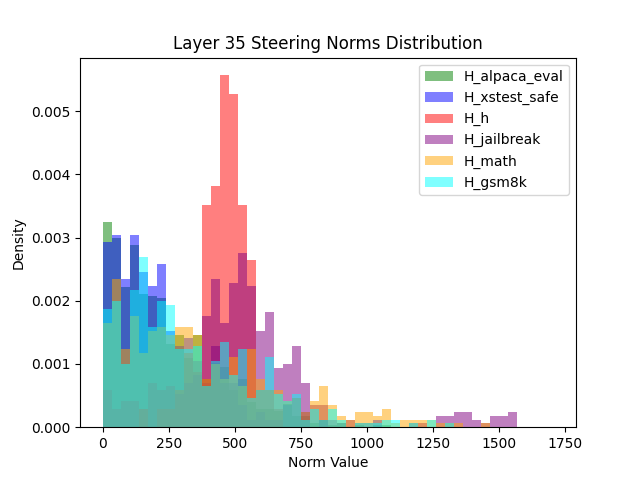 Layer 35 Steering Norms Distribution
H_alpaca_eval
H_xstest_safe
H_h
H_jailbreak
H_math
H_gsm8k
Density
0.005
0.004
0.003
0.002
0.001
0.000
0
250
500
750
1000
1250
1500
1750
Norm Value